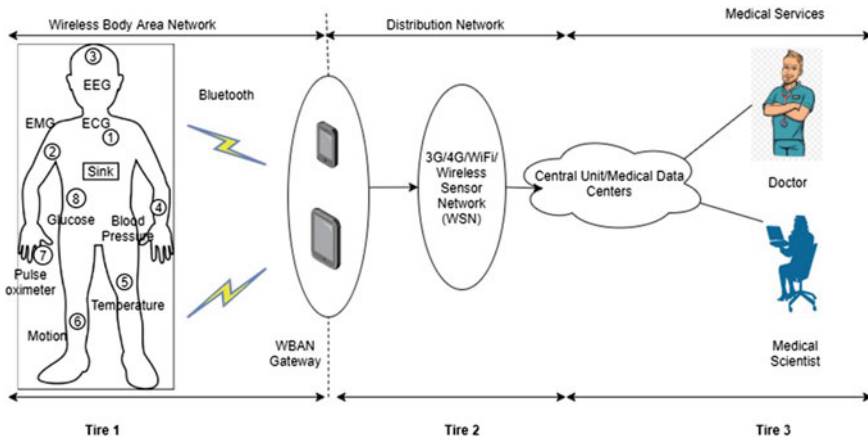 Wireless Body Area Network
Distribution Network
Medical Services
3
EEG
Bluetooth
EMG
ECG
1
2
Sink
8
Glucose
Blood
Pressure
4
7
Pulse
oximeter
5
Temperature
6
Motion
WBAN
Gateway
3G/4G/WiFi/
Wireless
Sensor
Network
(WSN)
Central Unit/Medical Data
Centers
Doctor
Medical
Scientist
Tire 1
Tire 2
Tire 3